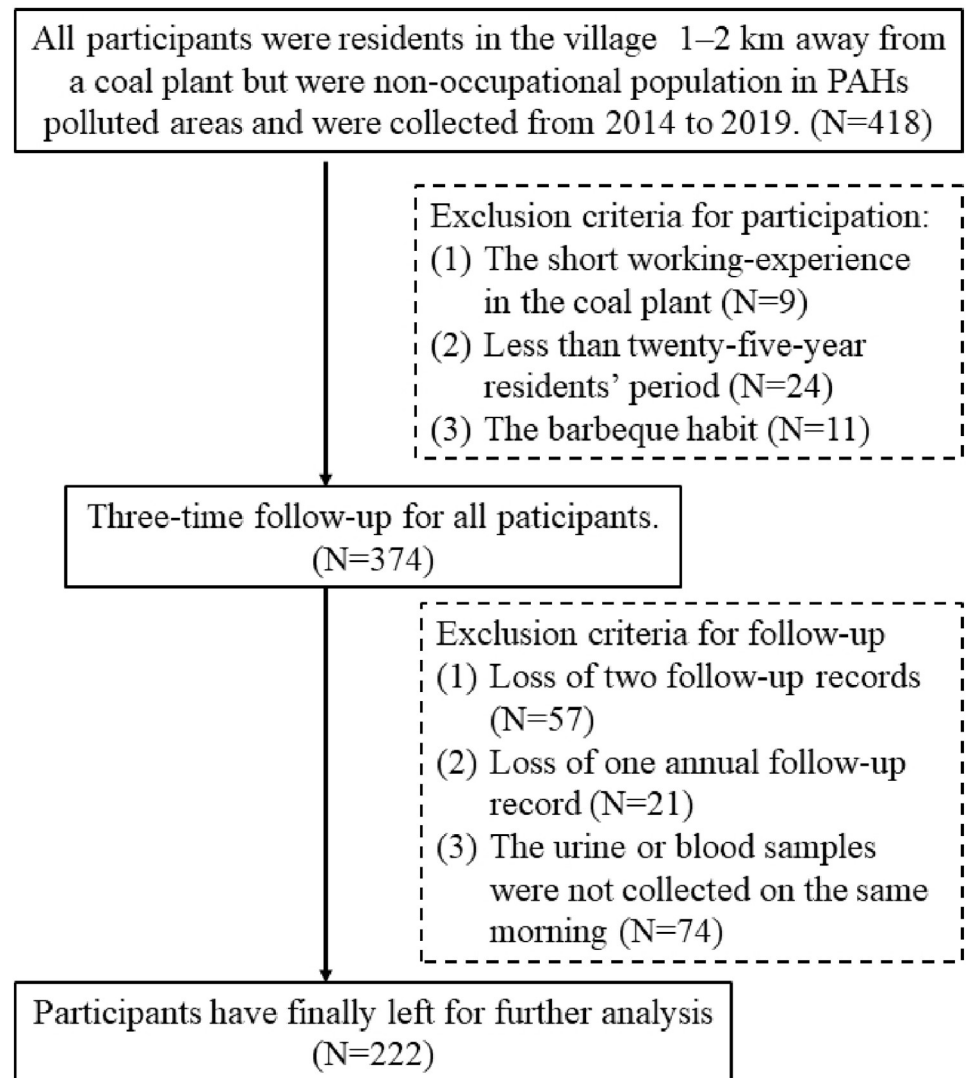 All participants were residents in the village 1–2 km away from
a coal plant but were non-occupational population in PAHs
polluted areas and were collected from 2014 to 2019. (N=418)
Exclusion criteria for participation:
(1) The short working-experience
in the coal plant (N=9)
(2) Less than twenty-five-year
residents’ period (N=24)
(3) The barbeque habit (N=11)
Three-time follow-up for all paticipants.
(N=374)
Exclusion criteria for follow-up
(1) Loss of two follow-up records
(N=57)
(2) Loss of one annual follow-up
record (N=21)
(3) The urine or blood samples
were not collected on the same
morning (N=74)
Participants have finally left for further analysis
(N=222)